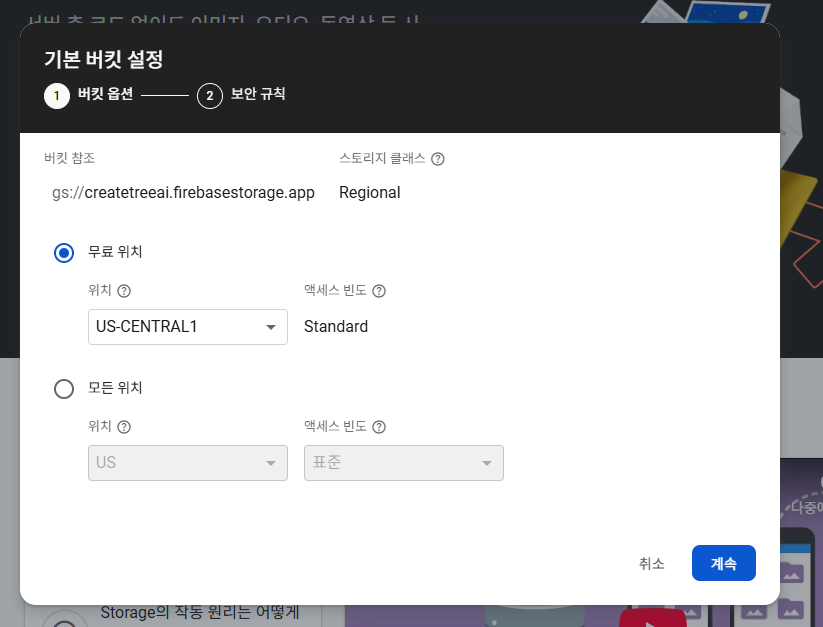 기본 버킷 설정
1 버킷 옵션 2 보안 규칙
버킷 참조 스토리지 클래스
gs://createtreeai.firebasestorage.app Regional
무료 위치
위치 액세스 빈도
US-CENTRAL1 Standard
모든 위치
위치 액세스 빈도
US 표준
취소 계속
Storage의 작동 원리는 어떻게